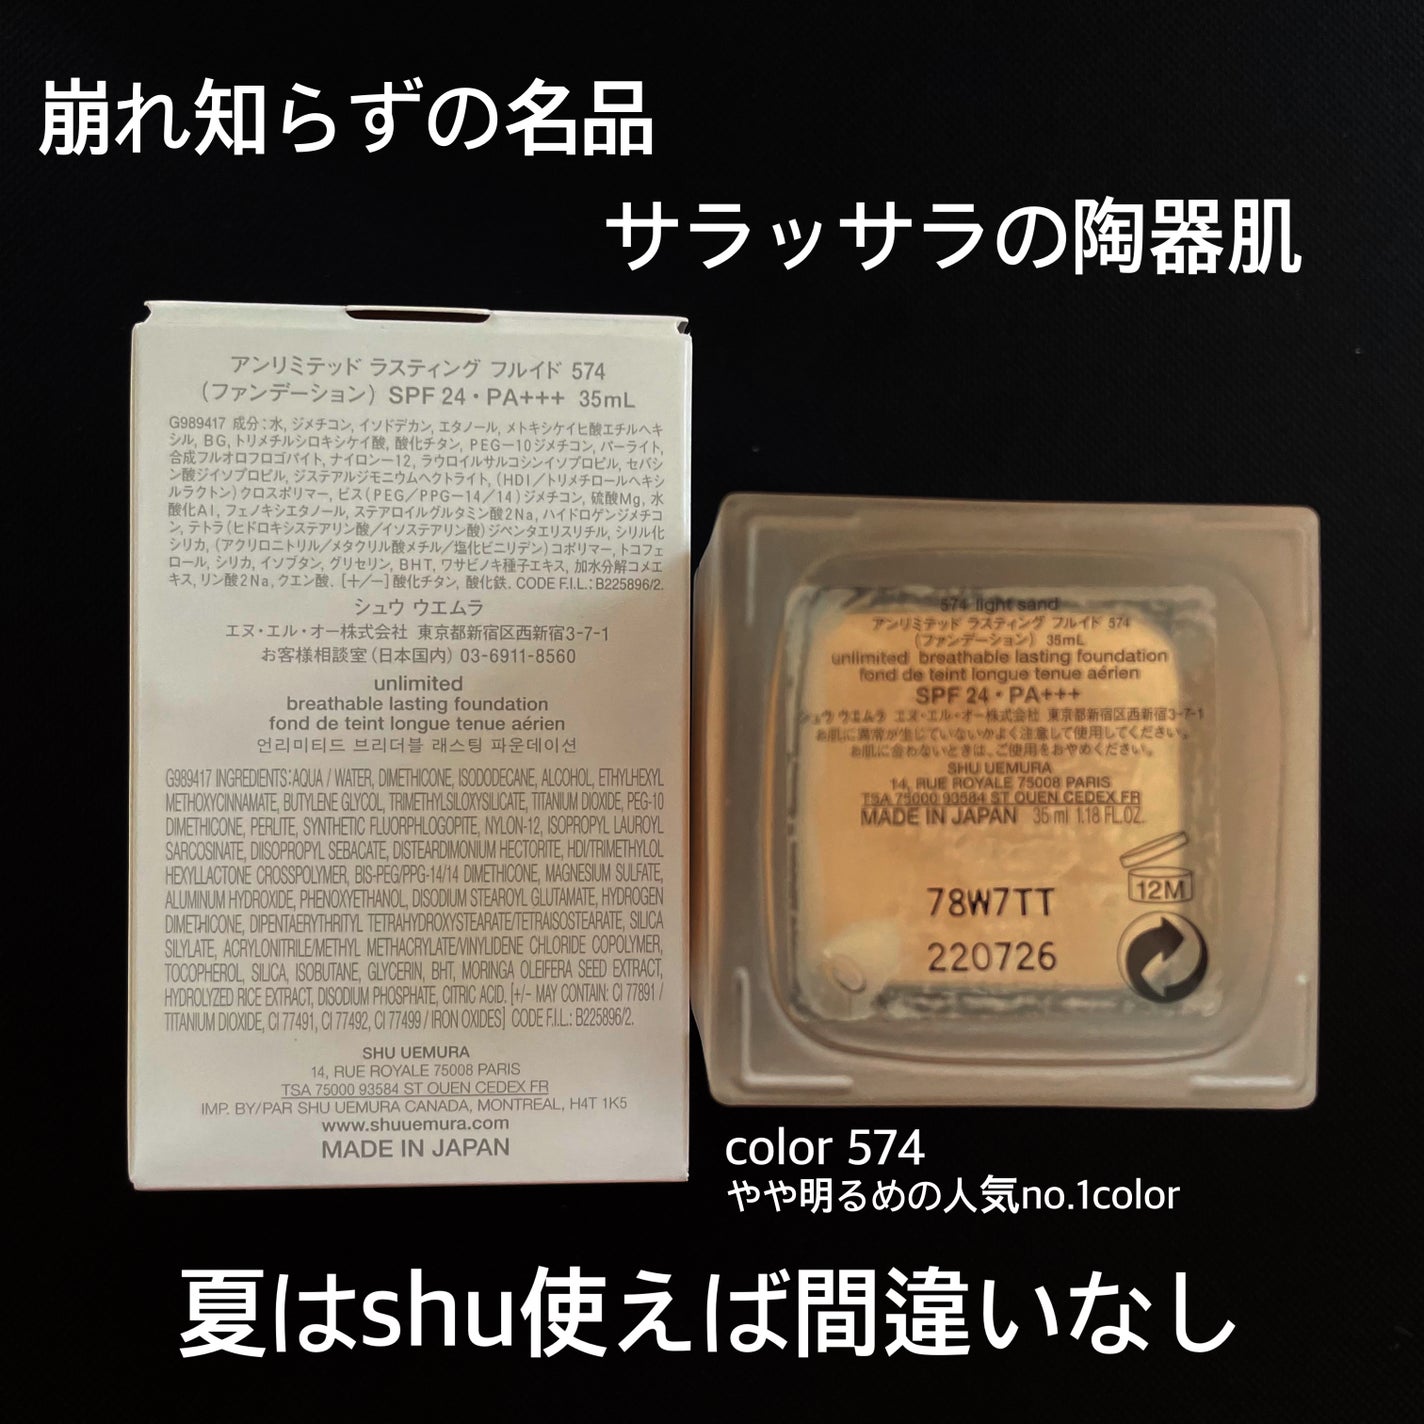 崩れ知らずの名品
サラッサラの陶器肌
アンリミテッド ラスティング フルイド 574
（ファンデーション）SPF 24・PA+++ 35mL
G989417 成分：水, ジメチコン, イソドデカン, エタノール, メトキシケイヒ酸エチルヘキ
シル, BG, トリメチルシロキシケイ酸, 酸化チタン, PEG－10ジメチコン, パーライト,
合成フルオロフロゴパイト, ナイロン－12, ラウロイルサルコシンイソプロピル, セバシ
ン酸ジイソプロピル, ジステアルジモニウムヘクトライト, (HDI／トリメチロールヘキシ
ルラクトン)クロスポリマー, ビス(PEG／PPG－14／14)ジメチコン, 硫酸Mg, 水
酸化Al, フェノキシエタノール, ステアロイルグルタミン酸2Na, ハイドロゲンジメチコ
ン, テトラ(ヒドロキシステアリン酸／イソステアリン酸)ジペンタエリスリチル, シリル化
シリカ, (アクリロニトリル／メタクリル酸メチル／塩化ビニリデン)コポリマー, トコフェ
ロール, シリカ, イソブタン, グリセリン, BHT, ワサビノキ種子エキス, 加水分解コメエ
キス, リン酸2Na, クエン酸. [+/−]酸化チタン, 酸化鉄. CODE F.I.L.: B225896/2.
シュウ ウエムラ
エヌ・エル・オー株式会社 東京都新宿区西新宿3-7-1
お客様相談室（日本国内）03-6911-8560
unlimited
breathable lasting foundation
fond de teint longue tenue aérien
언리미티드 브리더블 래스팅 파운데이션
G989417 INGREDIENTS: AQUA / WATER, DIMETHICONE, ISODODECANE, ALCOHOL, ETHYLHEXYL
METHOXYCINNAMATE, BUTYLENE GLYCOL, TRIMETHYLSILOXYSILICATE, TITANIUM DIOXIDE, PEG-10
DIMETHICONE, PERLITE, SYNTHETIC FLUORPHLOGOPITE, NYLON-12, ISOPROPYL LAUROYL
SARCOSINATE, DIISOPROPYL SEBACATE, DISTEARDIMONIUM HECTORITE, HDI/TRIMETHYLOL
HEXYLLACTONE CROSSPOLYMER, BIS-PEG/PPG-14/14 DIMETHICONE, MAGNESIUM SULFATE,
ALUMINUM HYDROXIDE, PHENOXYETHANOL, DISODIUM STEAROYL GLUTAMATE, HYDROGEN
DIMETHICONE, DIPENTAERYTHRITYL TETRAHYDROXYSTEARATE/TETRAISOSTEARATE, SILICA
SILYLATE, ACRYLONITRILE/METHYL METHACRYLATE/VINYLIDENE CHLORIDE COPOLYMER,
TOCOPHEROL, SILICA, ISOBUTANE, GLYCERIN, BHT, MORINGA OLEIFERA SEED EXTRACT,
HYDROLYZED RICE EXTRACT, DISODIUM PHOSPHATE, CITRIC ACID. [+/- MAY CONTAIN: CI 77891 /
TITANIUM DIOXIDE, CI 77491, CI 77492, CI 77499 / IRON OXIDES] CODE F.I.L.: B225896/2.
SHU UEMURA
14, RUE ROYALE 75008 PARIS
TSA 75000 93584 ST OUEN CEDEX FR
IMP. BY/PAR SHU UEMURA CANADA, MONTREAL, H4T 1K5
www.shuuemura.com
MADE IN JAPAN
574 light sand
アンリミテッド ラスティング フルイド 574
（ファンデーション）35mL
unlimited breathable lasting foundation
fond de teint longue tenue aérien
SPF 24・PA+++
シュウ ウエムラ エヌ・エル・オー株式会社 東京都新宿区西新宿3-7-1
お肌に異常が生じていないかよく注意して使用してください。
お肌に合わないときは、ご使用をおやめください。
SHU UEMURA
14, RUE ROYALE 75008 PARIS
TSA 75000 93584 ST OUEN CEDEX FR
MADE IN JAPAN 35 ml 1.18 FL.OZ.
12M
78W7TT
220726
color 574
やや明るめの人気no.1color
夏はshu使えば間違いなし